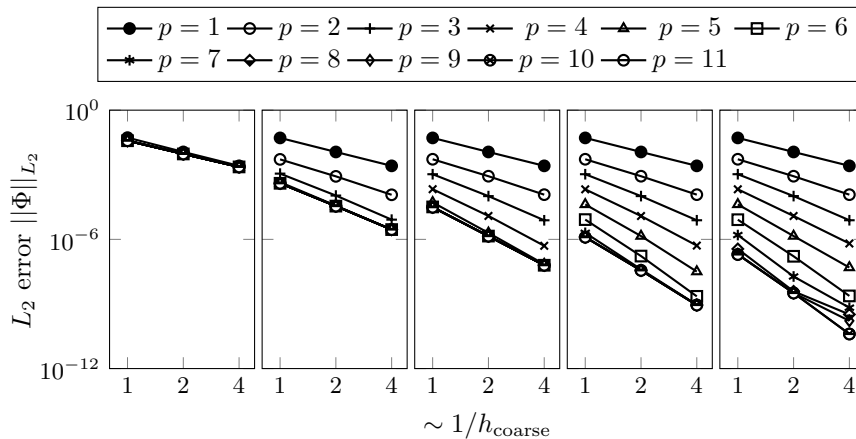 p = 1 p = 2 p = 3 p = 4 p = 5 p = 6
p = 7 p = 8 p = 9 p = 10 p = 11
10^0
10^{-6}
10^{-12}
L_2 error ||Φ||_{L_2}
1 2 4 1 2 4 1 2 4 1 2 4 1 2 4
∼ 1/h_coarse